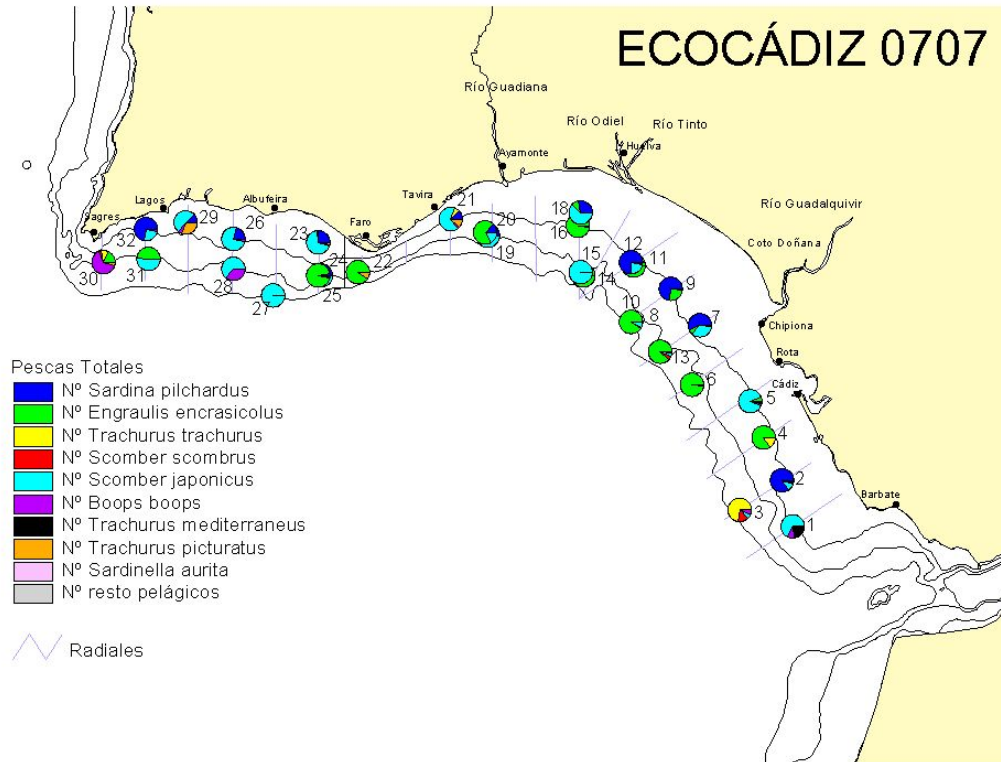 ECOCÁDIZ 0707
Río Guadiana
Río Odiel
Río Tinto
Huelva
Ayamonte
Río Guadalquivir
Coto Doñana
Tavira
Lagos
Albufeira
Sagres
Faro
Chipiona
Rota
Cádiz
Barbate
21
20
18
29
26
32
23
16
19
15
12
11
30
31
28
24
22
25
27
14
9
10
8
7
13
6
5
4
2
3
1
Pescas Totales
Nº Sardina pilchardus
Nº Engraulis encrasicolus
Nº Trachurus trachurus
Nº Scomber scombrus
Nº Scomber japonicus
Nº Boops boops
Nº Trachurus mediterraneus
Nº Trachurus picturatus
Nº Sardinella aurita
Nº resto pelágicos
Radiales